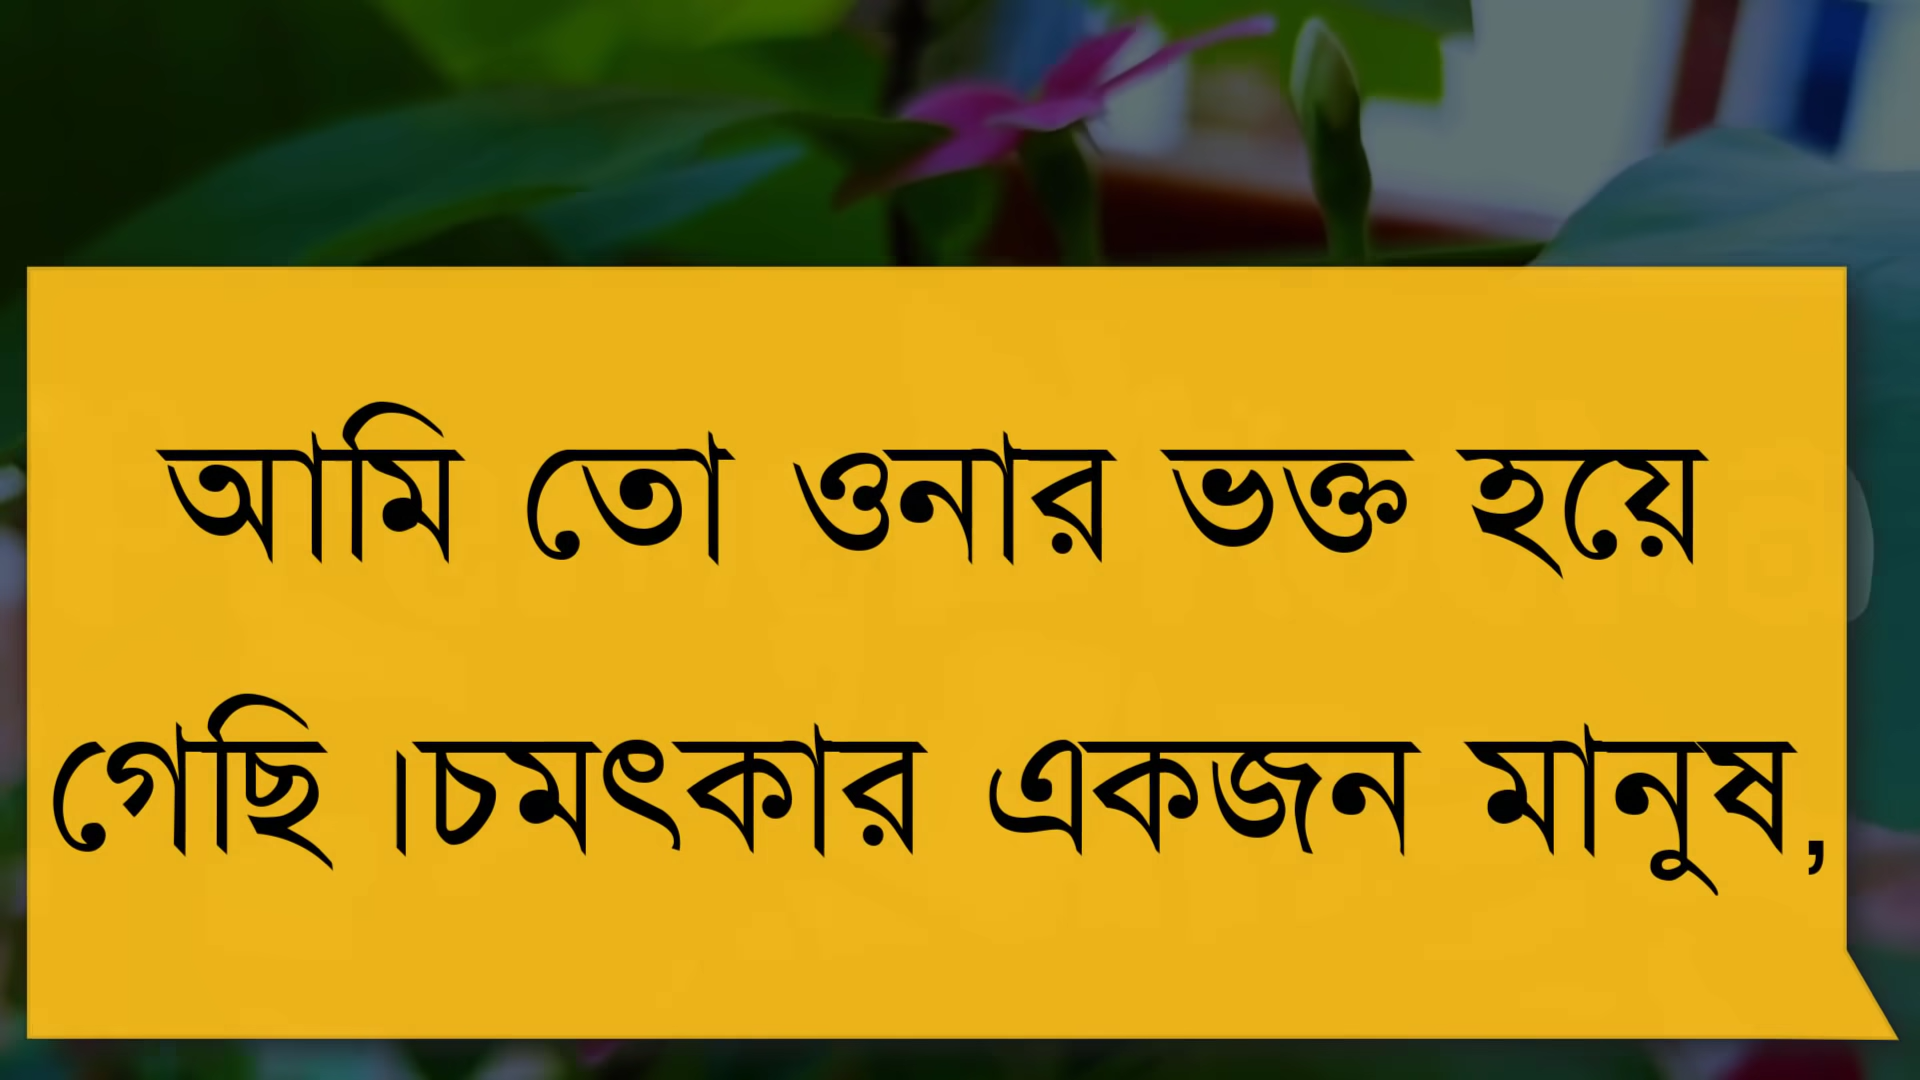 আমি তো ওনার ভক্ত হয়ে
গেছি ।চমৎকার একজন মানুষ,